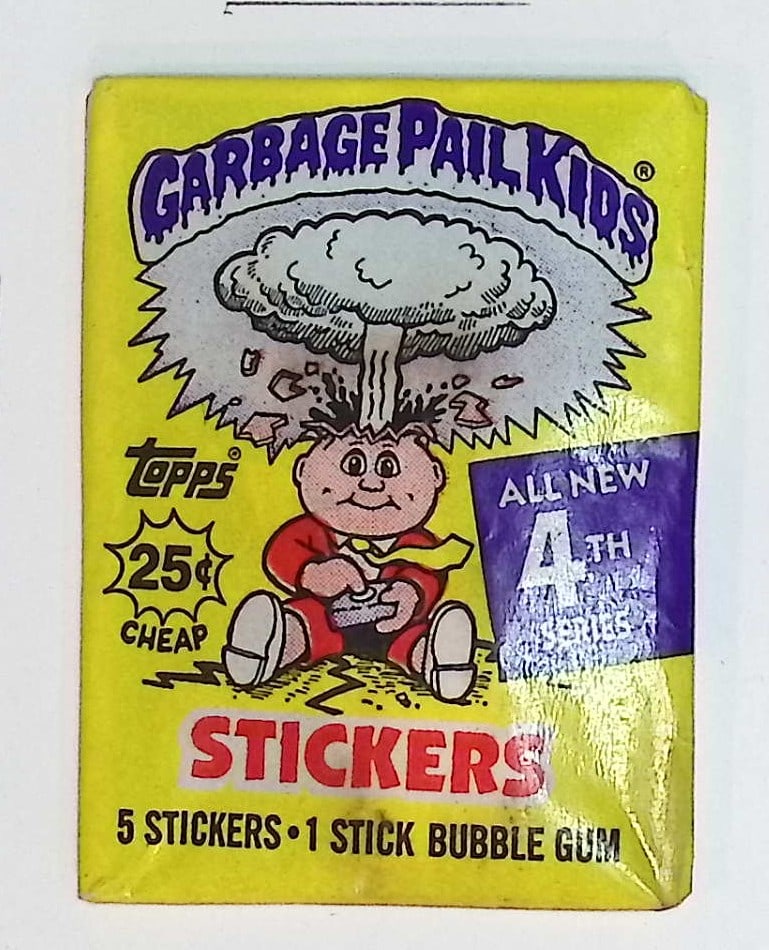 GARBAGE PAIL KIDS®
topps®
25¢
CHEAP
ALL NEW
4TH
SERIES
STICKERS
5 STICKERS•1 STICK BUBBLE GUM